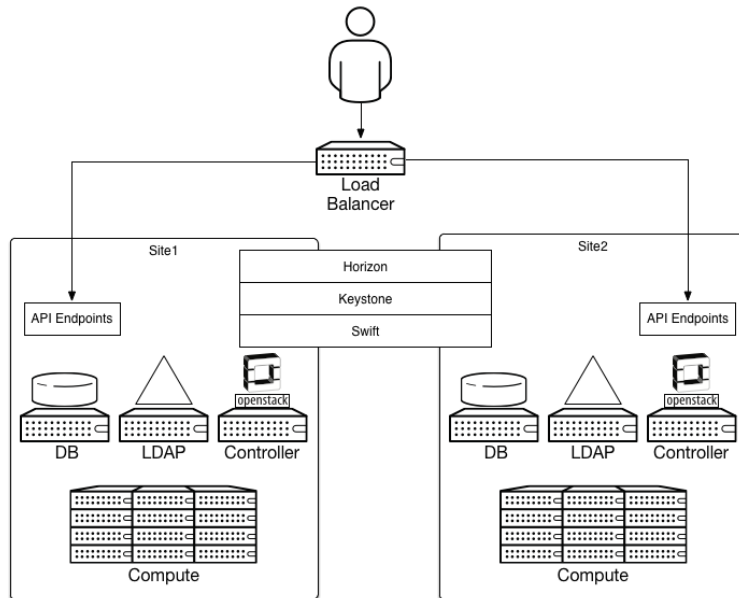 Load
Balancer
Site1
Site2
Horizon
Keystone
Swift
API Endpoints
API Endpoints
openstack
openstack
DB
LDAP
Controller
DB
LDAP
Controller
Compute
Compute